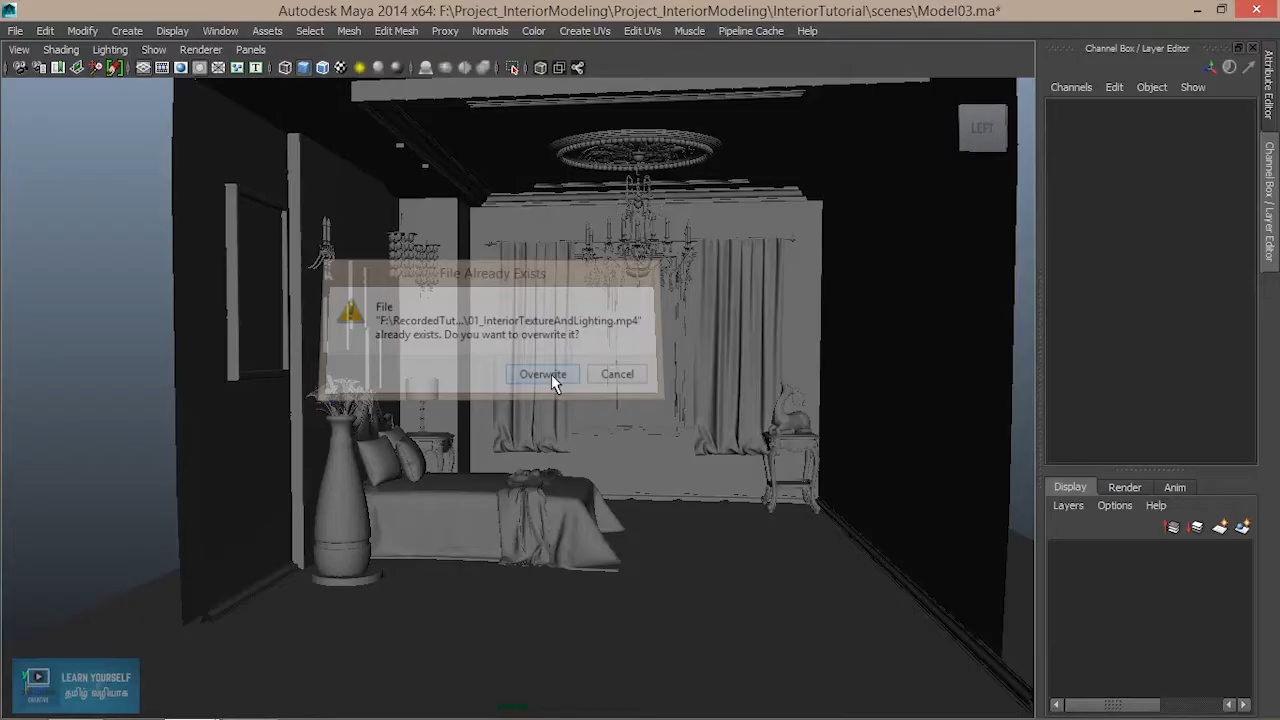 Autodesk Maya 2014 x64: F:\Project_InteriorModeling\Project_InteriorModeling\InteriorTutorial\scenes\Model03.ma*
File Edit Modify Create Display Window Assets Select Mesh Edit Mesh Proxy Normals Color Create UVs Edit UVs Muscle Pipeline Cache Help
View Shading Lighting Show Renderer Panels
Channel Box / Layer Editor
Channels Edit Object Show
Attribute Editor
Channel Box / Layer Editor
LEFT
File Already Exists
File
"F:\RecordedTut...\01_InteriorTextureAndLighting.mp4"
already exists. Do you want to overwrite it?
Overwrite Cancel
Display Render Anim
Layers Options Help
LEARN YOURSELF
தமிழ் வழியாக
CREATIVE